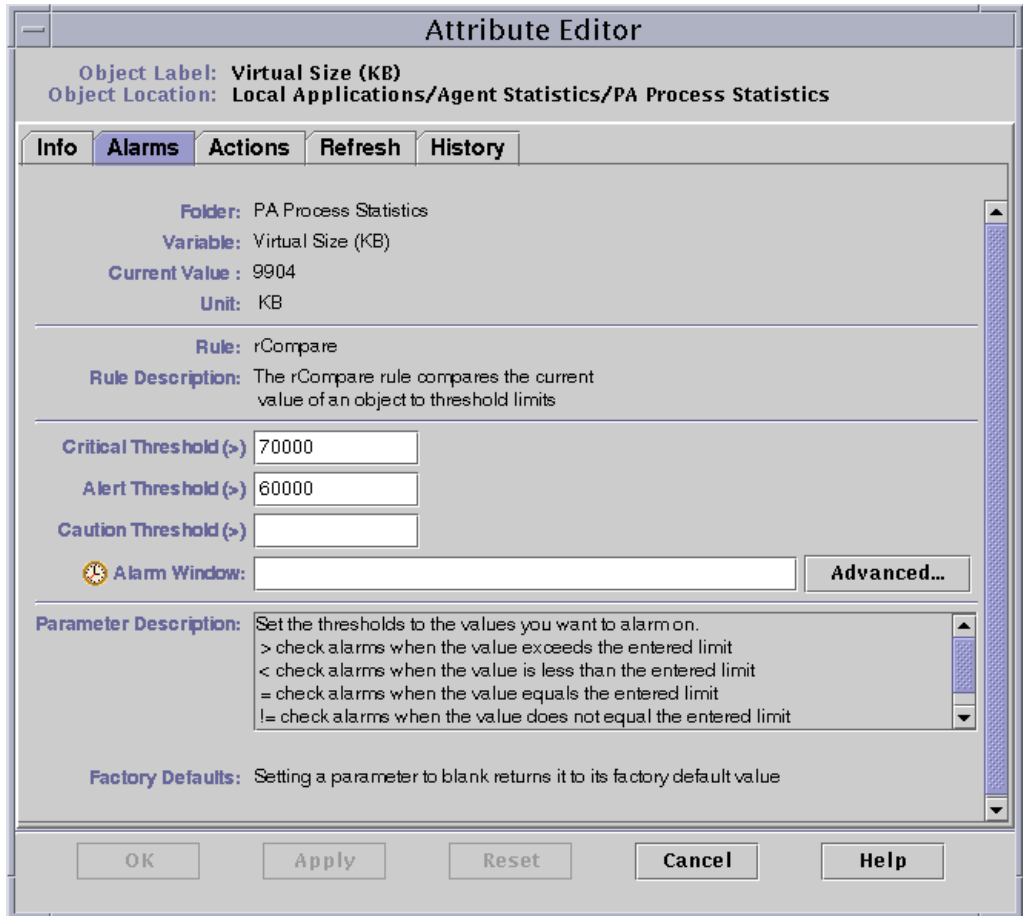 Attribute Editor
Object Label: Virtual Size (KB)
Object Location: Local Applications/Agent Statistics/PA Process Statistics
Info Alarms Actions Refresh History
Folder: PA Process Statistics
Variable: Virtual Size (KB)
Current Value : 9904
Unit: KB
Rule: rCompare
Rule Description: The rCompare rule compares the current
value of an object to threshold limits
Critical Threshold (>) 70000
Alert Threshold (>) 60000
Caution Threshold (>)
Alarm Window: Advanced...
Parameter Description: Set the thresholds to the values you want to alarm on.
> check alarms when the value exceeds the entered limit
< check alarms when the value is less than the entered limit
= check alarms when the value equals the entered limit
!= check alarms when the value does not equal the entered limit
Factory Defaults: Setting a parameter to blank returns it to its factory default value
OK Apply Reset Cancel Help